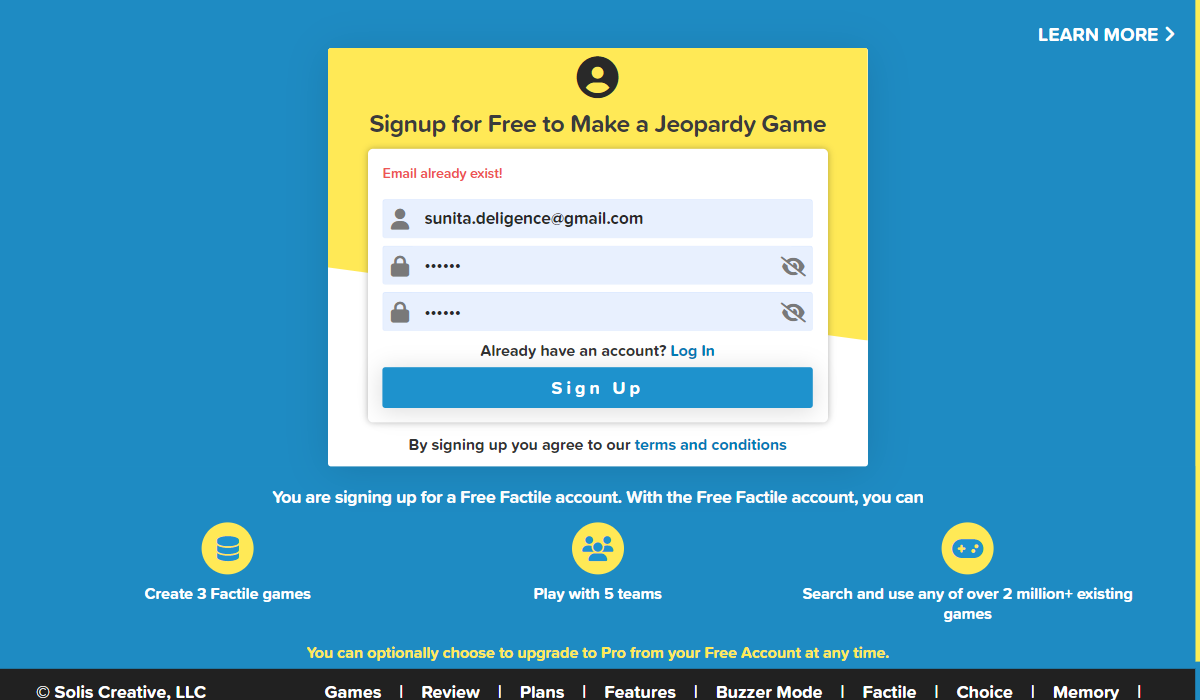 LEARN MORE
Signup for Free to Make a Jeopardy Game
Email already exist!
sunita.deligence@gmail.com
••••••
••••••
Already have an account? Log In
Sign Up
By signing up you agree to our terms and conditions
You are signing up for a Free Factile account. With the Free Factile account, you can
Create 3 Factile games
Play with 5 teams
Search and use any of over 2 million+ existing
games
You can optionally choose to upgrade to Pro from your Free Account at any time.
© Solis Creative, LLC
Games | Review | Plans | Features | Buzzer Mode | Factile | Choice | Memory |